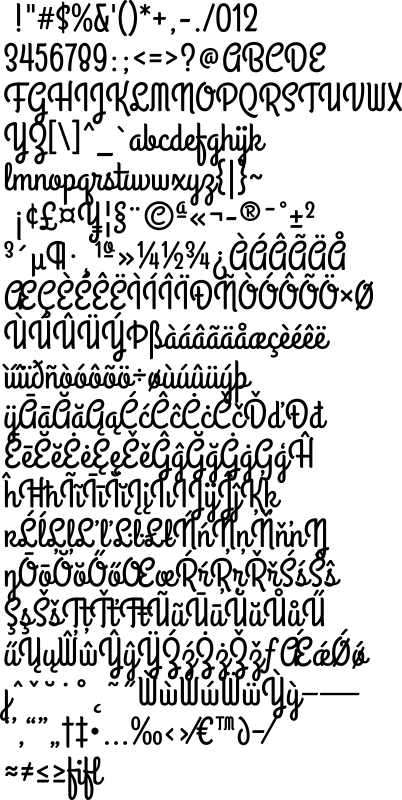 !"#$%&'()*+,-./012
3456789:;<=>?@ABCDE
FGHIJKLMNOPQRSTUVWX
YZ[\]^_`abcdefghijk
lmnopqrstuvwxyz{|}~
¡¢£¤¥¦§¨©ª«¬-®¯°±²
³´µ¶·¸¹º»¼½¾¿ÀÁÂÃÄÅ
ÆÇÈÉÊËÌÍÎÏÐÑÒÓÔÕÖ×Ø
ÙÚÛÜÝÞßàáâãäåæçèéêë
ìíîïðñòóôõö÷øùúûüýþ
ÿĀāĂăĄąĆćĈĉĊċČčĎďĐđ
ĒēĔĕĖėĘęĚěĜĝĞğĠġĢģĤ
ĥĦħĨĩĪīĬĭĮįİıĲĳĴĵĶķ
ĸĹĺĻļĽľĿŀŁłŃńŅņŇňŉŊ
ŋŌōŎŏŐőŒœŔŕŖŗŘřŚśŜŝ
ŞşŠšŢţŤťŦŧŨũŪūŬŭŮůŰ
űŲųŴŵŶŷŸŹźŻżŽžƒǼǽǾǿ
ȷˆˇ˘˙˚˛˜˝ẀẁẂẃẄẅỲỳ–—
‘’‚“”„†‡•…‰‹›⁄€™∂−∕
≈≠≤≥ﬁﬂ